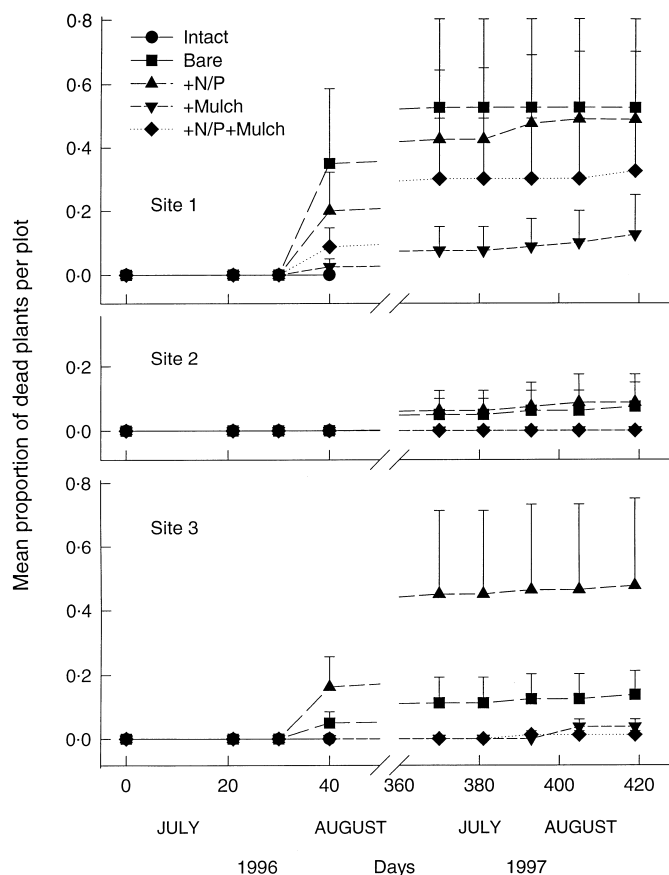 Mean proportion of dead plants per plot
0·8
0·6
0·4
0·2
0·0
Intact
Bare
+N/P
+Mulch
+N/P+Mulch
Site 1
0·2
0·0
Site 2
0·8
0·6
0·4
0·2
0·0
Site 3
0 20 40 360 380 400 420
JULY AUGUST JULY AUGUST
1996 Days 1997